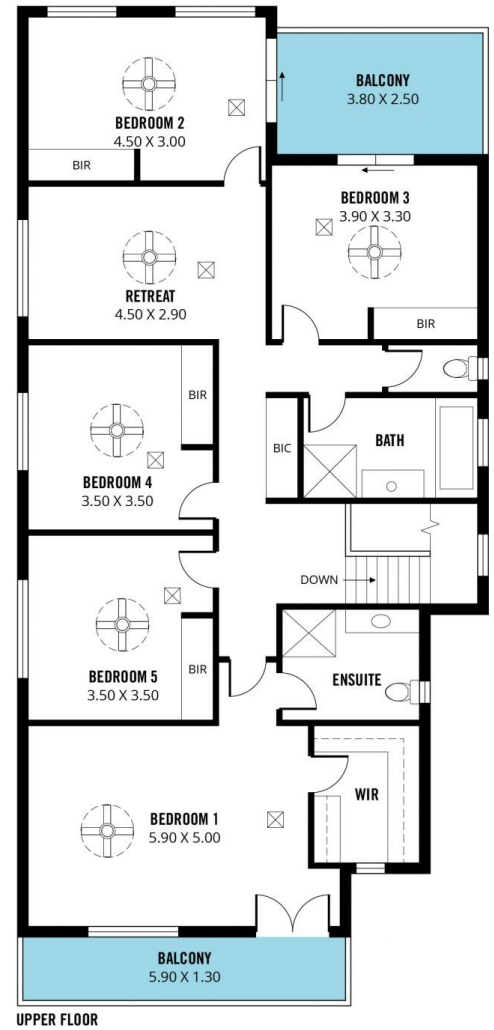 BALCONY
3.80 X 2.50
BEDROOM 2
4.50 X 3.00
BIR
BEDROOM 3
3.90 X 3.30
RETREAT
4.50 X 2.90
BIR
BIR
BATH
BIC
BEDROOM 4
3.50 X 3.50
DOWN
BEDROOM 5
3.50 X 3.50
BIR
ENSUITE
WIR
BEDROOM 1
5.90 X 5.00
BALCONY
5.90 X 1.30
UPPER FLOOR